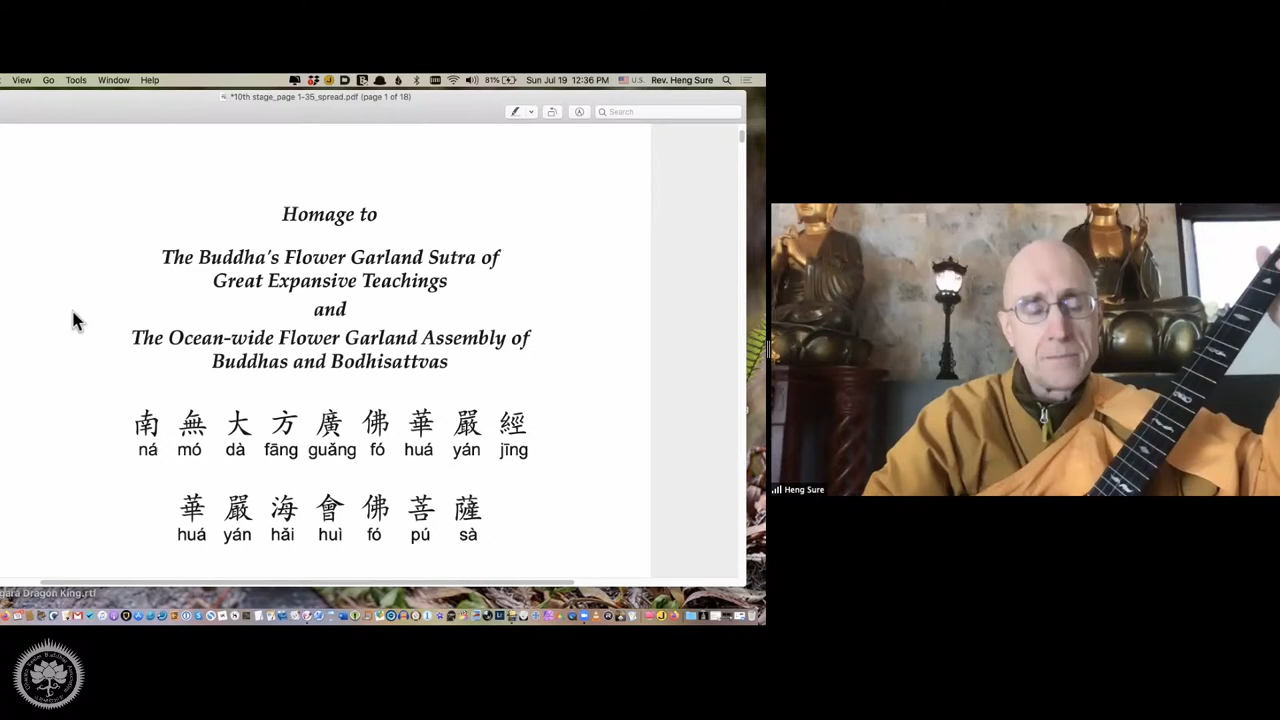 View Go Tools Window Help 81% Sun Jul 19 12:36 PM U.S. Rev. Heng Sure
*10th stage_page 1-35_spread.pdf (page 1 of 18)
Search
Homage to
The Buddha's Flower Garland Sutra of
Great Expansive Teachings
and
The Ocean-wide Flower Garland Assembly of
Buddhas and Bodhisattvas
南 無 大 方 廣 佛 華 嚴 經
ná mó dà fāng guǎng fó huá yán jīng
華 嚴 海 會 佛 菩 薩
huá yán hǎi huì fó pú sà
Heng Sure
gara Dragon King.rtf